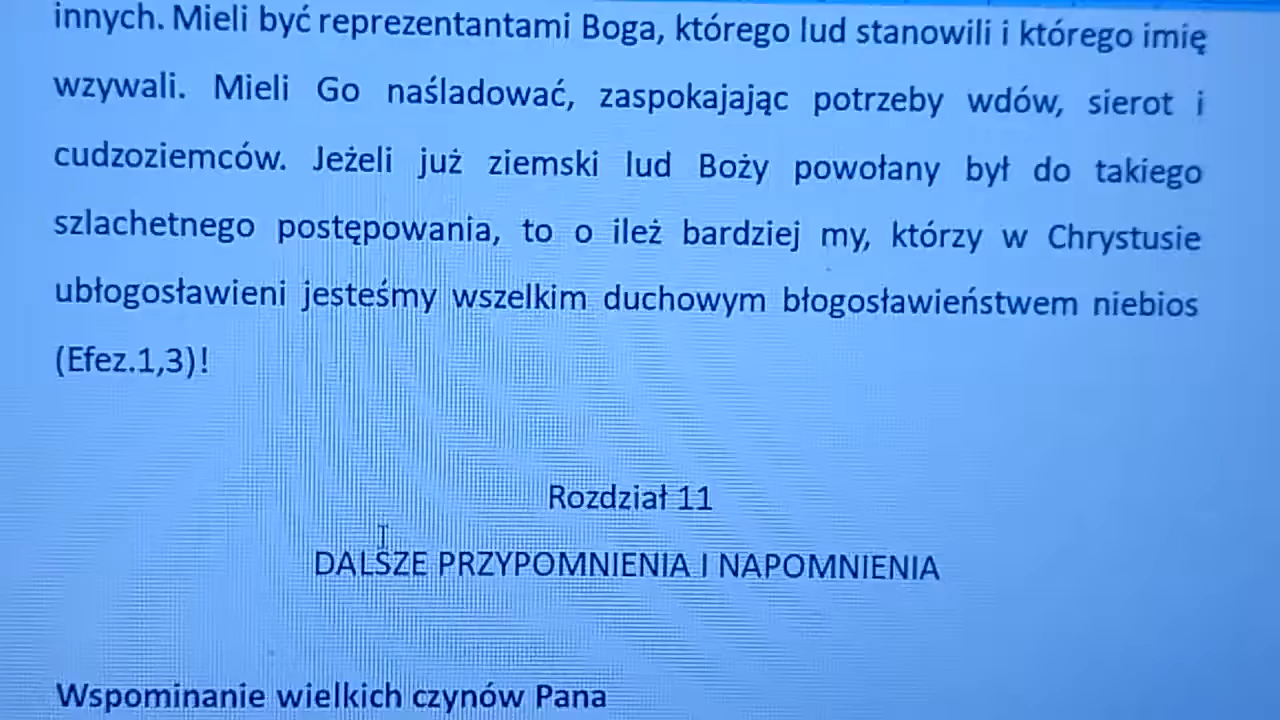 innych. Mieli być reprezentantami Boga, którego lud stanowili i którego imię
wzywali. Mieli Go naśladować, zaspokajając potrzeby wdów, sierot i
cudzoziemców. Jeżeli już ziemski lud Boży powołany był do takiego
szlachetnego postępowania, to o ileż bardziej my, którzy w Chrystusie
ubłogosławieni jesteśmy wszelkim duchowym błogosławieństwem niebios
(Efez.1,3)!
Rozdział 11
DALSZE PRZYPOMNIENIA I NAPOMNIENIA
Wspominanie wielkich czynów Pana